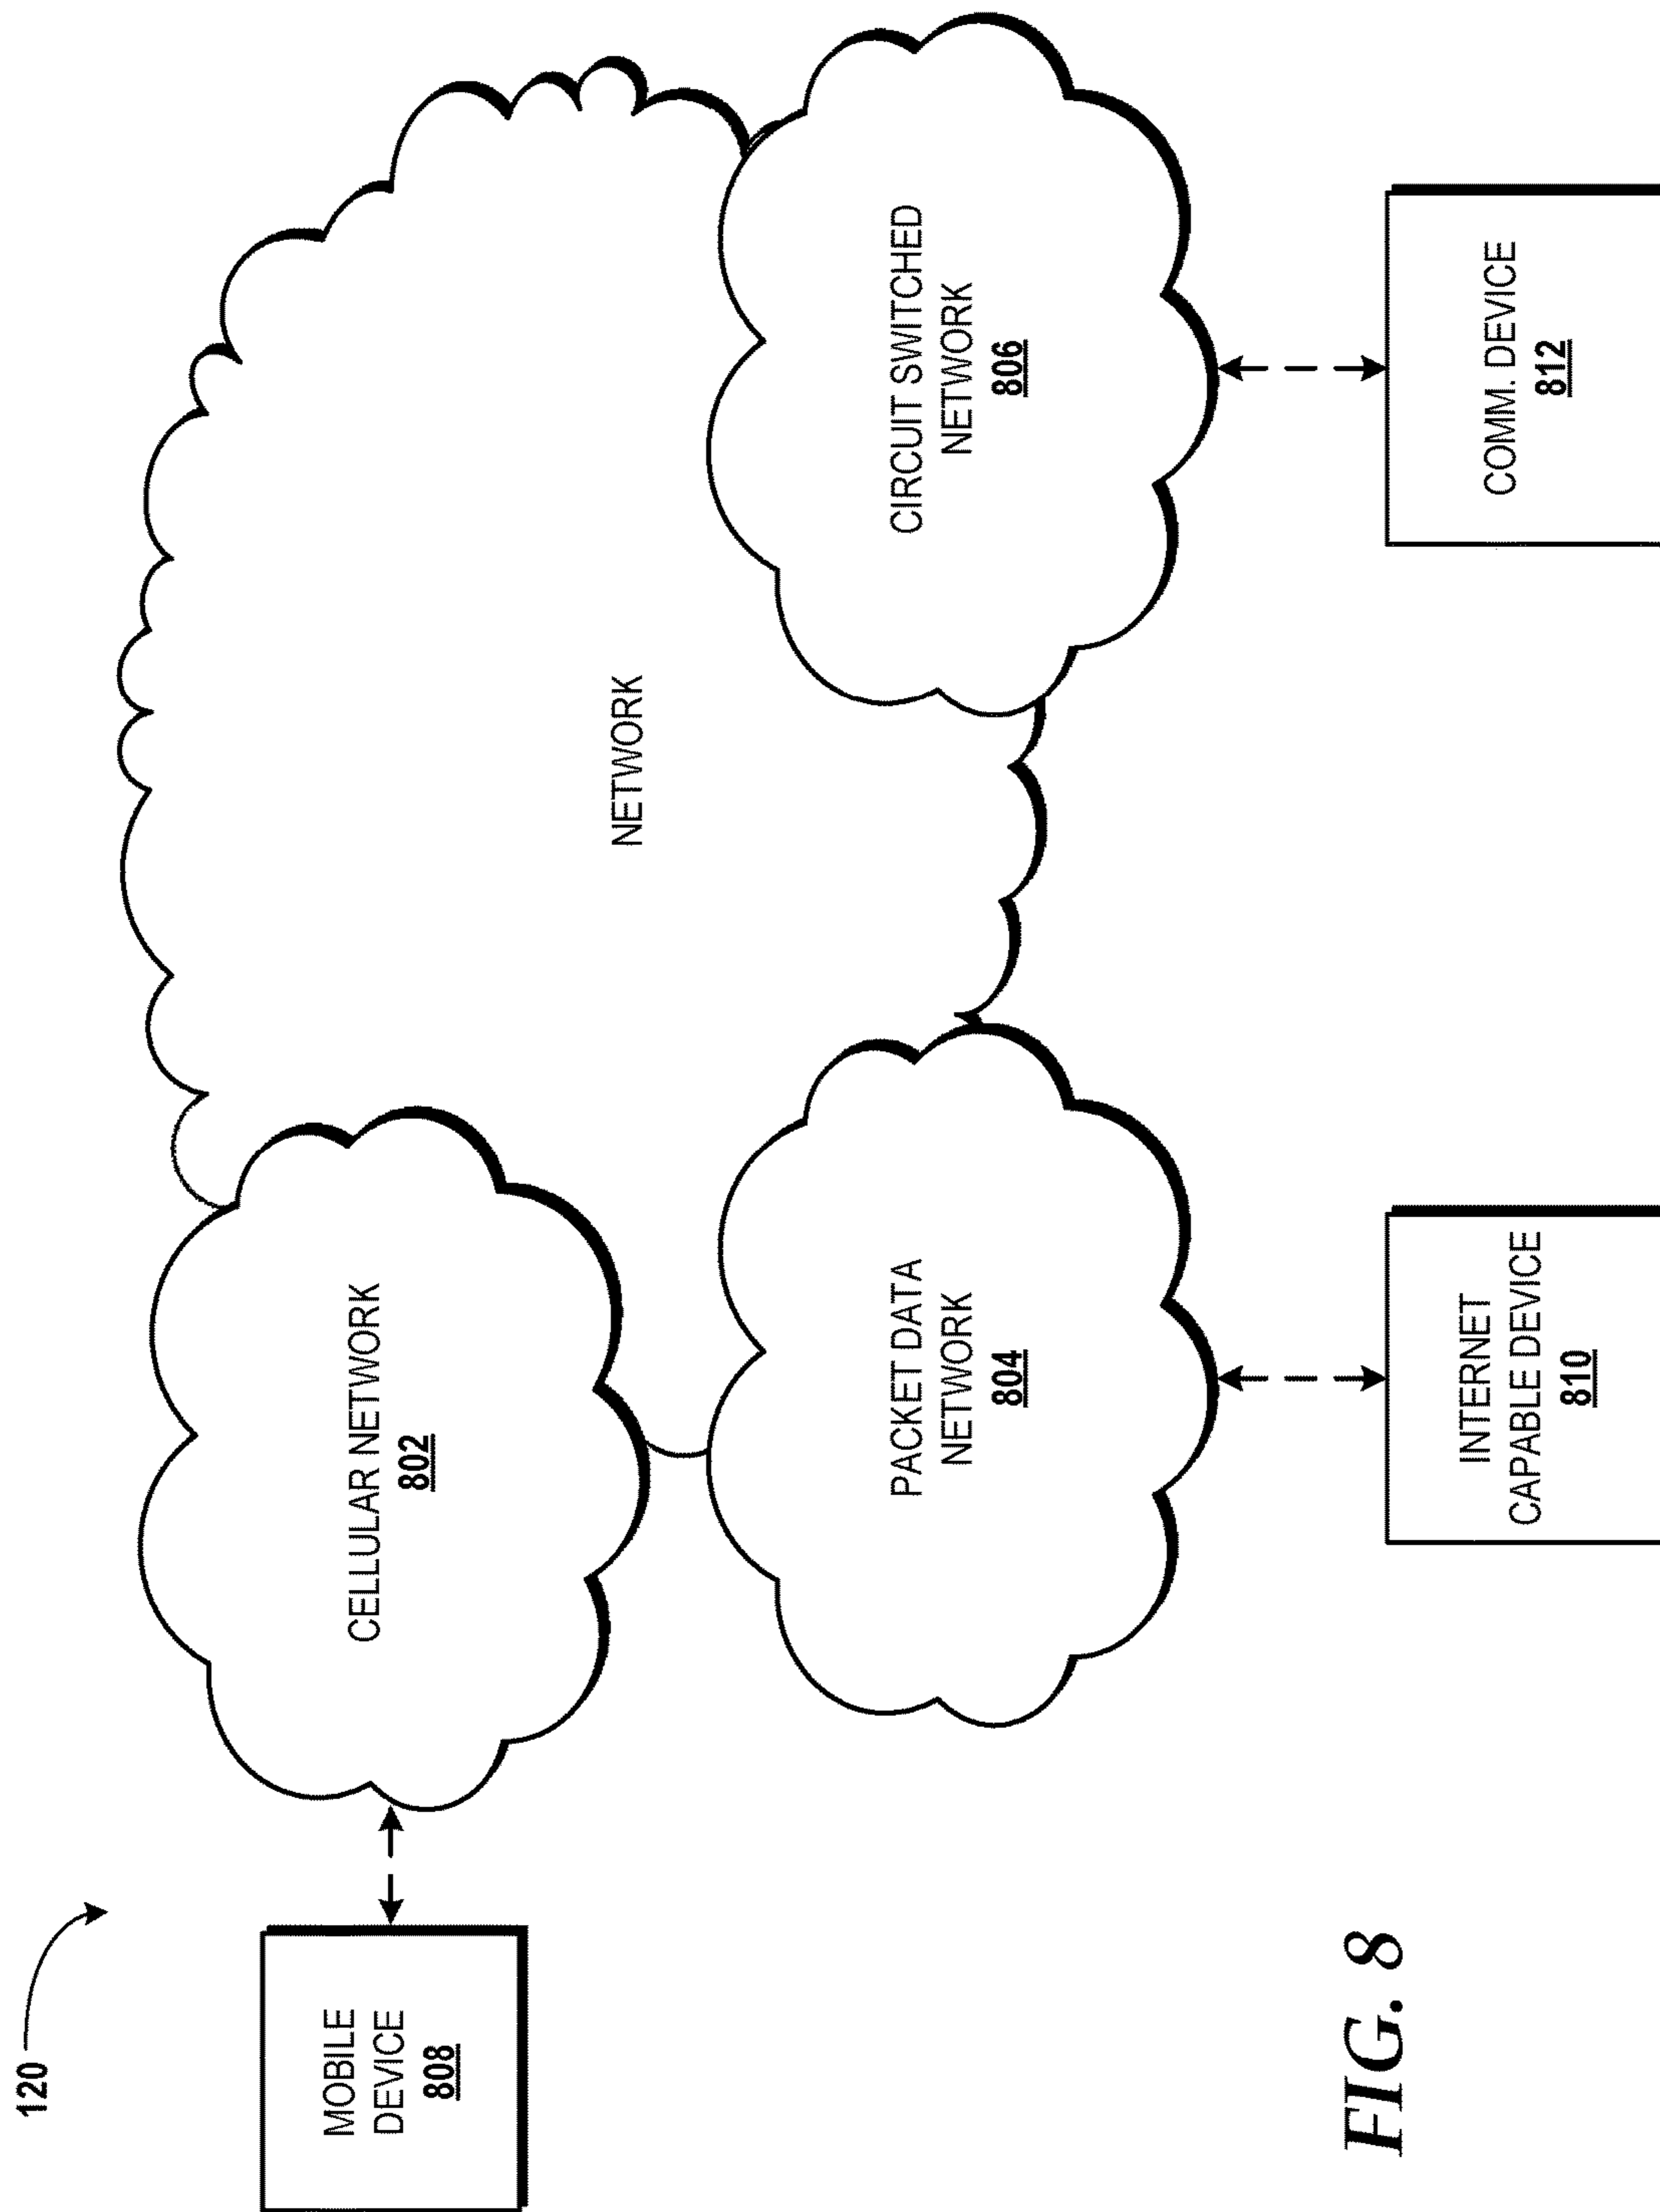 120
MOBILE
DEVICE
808
CELLULAR NETWORK
802
NETWORK
PACKET DATA
NETWORK
804
CIRCUIT SWITCHED
NETWORK
806
INTERNET
CAPABLE DEVICE
810
COMM. DEVICE
812
FIG. 8